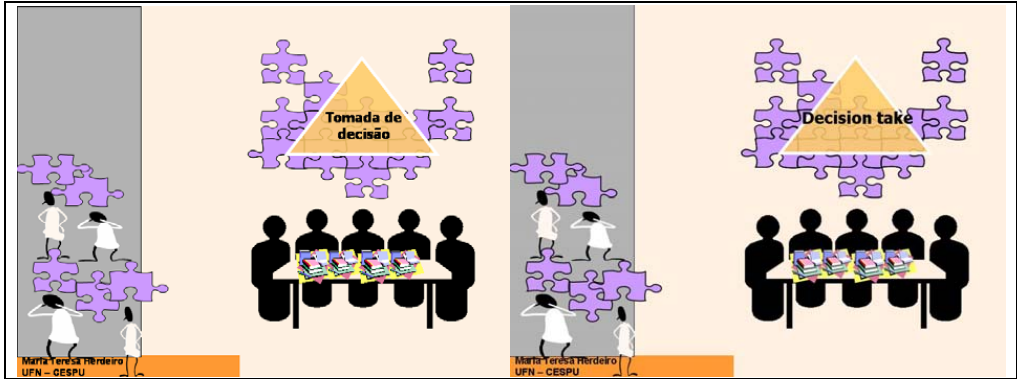 Tomada de
decisão
Maria Teresa Herdeiro
UFN – CESPU
Decision take
Maria Teresa Herdeiro
UFN – CESPU